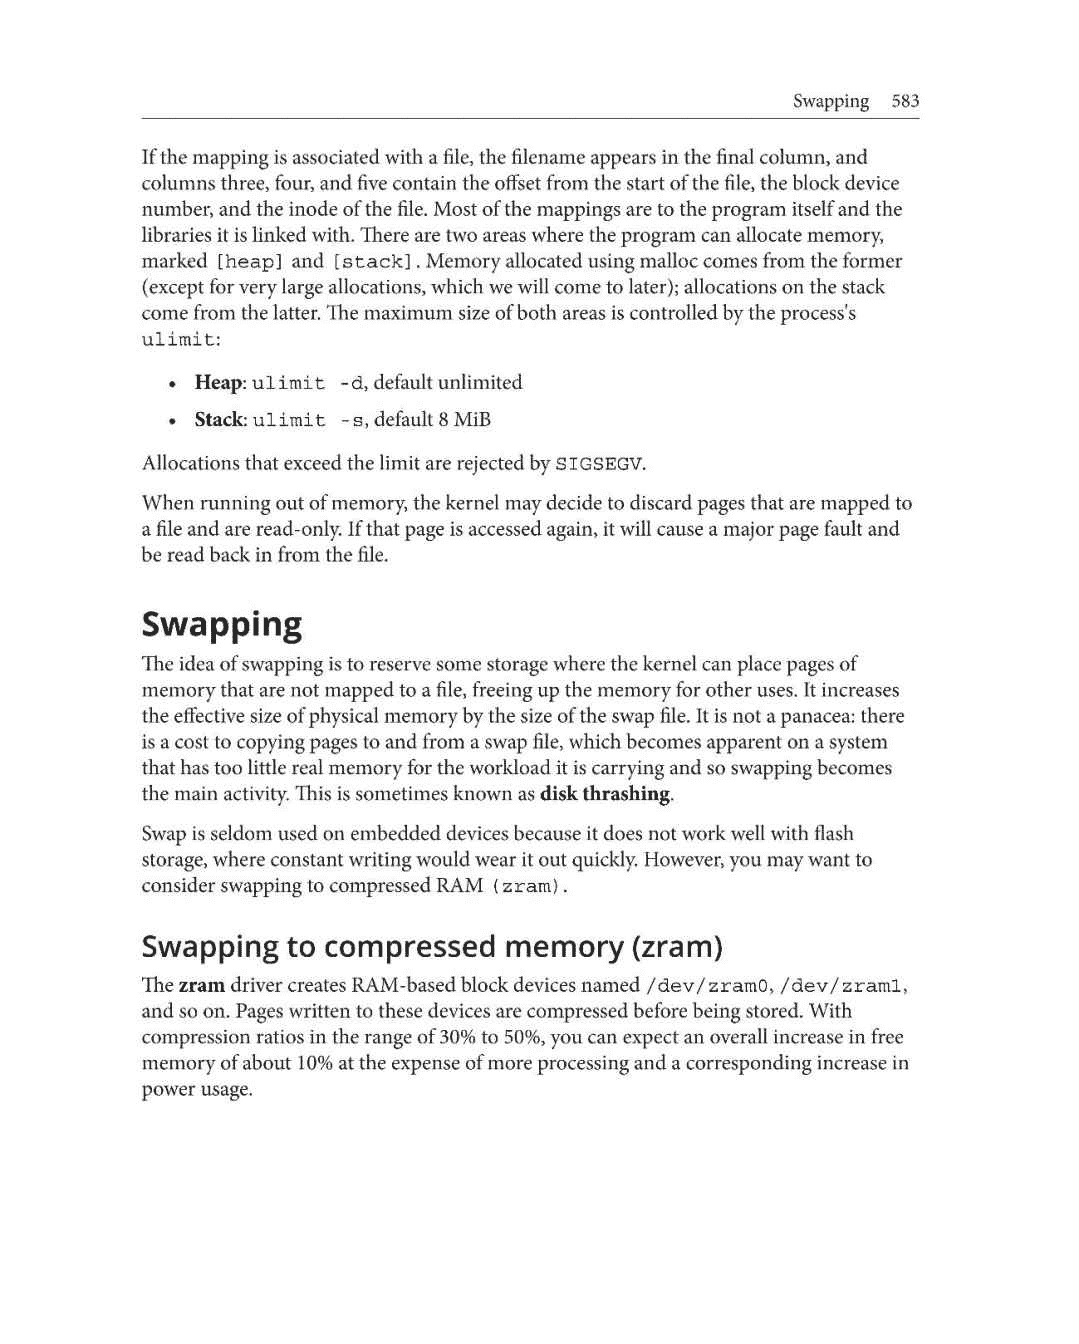 Swapping 583
If the mapping is associated with a file, the filename appears in the final column, and
columns three, four, and five contain the offset from the start of the file, the block device
number, and the inode of the file. Most of the mappings are to the program itself and the
libraries it is linked with. There are two areas where the program can allocate memory,
marked [heap] and [stack]. Memory allocated using malloc comes from the former
(except for very large allocations, which we will come to later); allocations on the stack
come from the latter. The maximum size of both areas is controlled by the process's
ulimit:
• Heap: ulimit -d, default unlimited
• Stack: ulimit -s, default 8 MiB
Allocations that exceed the limit are rejected by SIGSEGV.
When running out of memory, the kernel may decide to discard pages that are mapped to
a file and are read-only. If that page is accessed again, it will cause a major page fault and
be read back in from the file.
Swapping
The idea of swapping is to reserve some storage where the kernel can place pages of
memory that are not mapped to a file, freeing up the memory for other uses. It increases
the effective size of physical memory by the size of the swap file. It is not a panacea: there
is a cost to copying pages to and from a swap file, which becomes apparent on a system
that has too little real memory for the workload it is carrying and so swapping becomes
the main activity. This is sometimes known as disk thrashing.
Swap is seldom used on embedded devices because it does not work well with flash
storage, where constant writing would wear it out quickly. However, you may want to
consider swapping to compressed RAM (zram).
Swapping to compressed memory (zram)
The zram driver creates RAM-based block devices named /dev/zram0, /dev/zram1,
and so on. Pages written to these devices are compressed before being stored. With
compression ratios in the range of 30% to 50%, you can expect an overall increase in free
memory of about 10% at the expense of more processing and a corresponding increase in
power usage.